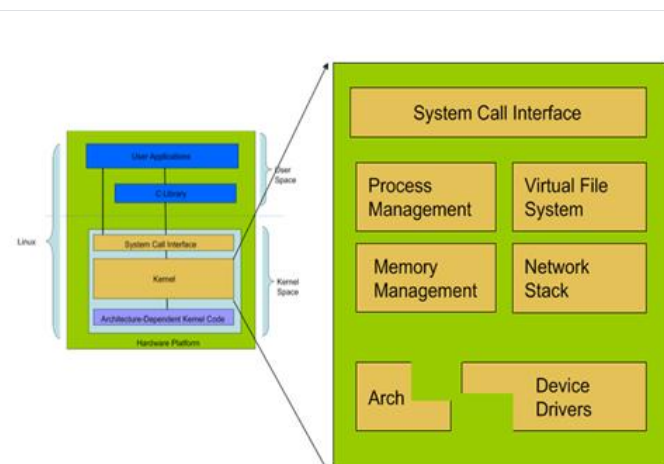 User Applications
C-Library
User
Space
Linux
System Call Interface
Kernel
Kernel
Space
Architecture-Dependent Kernel Code
Hardware Platform
System Call Interface
Process
Management
Virtual File
System
Memory
Management
Network
Stack
Arch
Device
Drivers